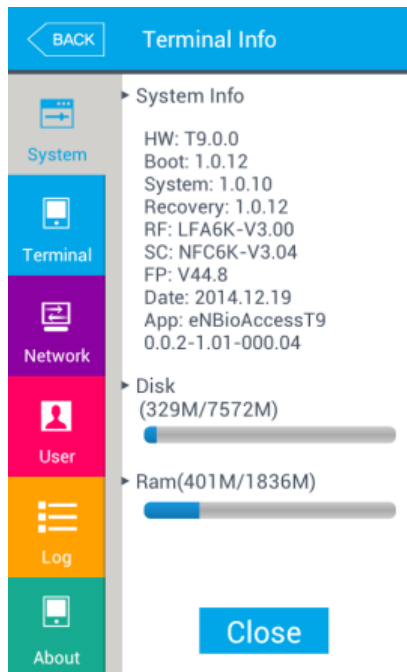 BACK
Terminal Info
System
Terminal
Network
User
Log
About
System Info
HW: T9.0.0
Boot: 1.0.12
System: 1.0.10
Recovery: 1.0.12
RF: LFA6K-V3.00
SC: NFC6K-V3.04
FP: V44.8
Date: 2014.12.19
App: eNBioAccessT9
0.0.2-1.01-000.04
Disk
(329M/7572M)
Ram(401M/1836M)
Close